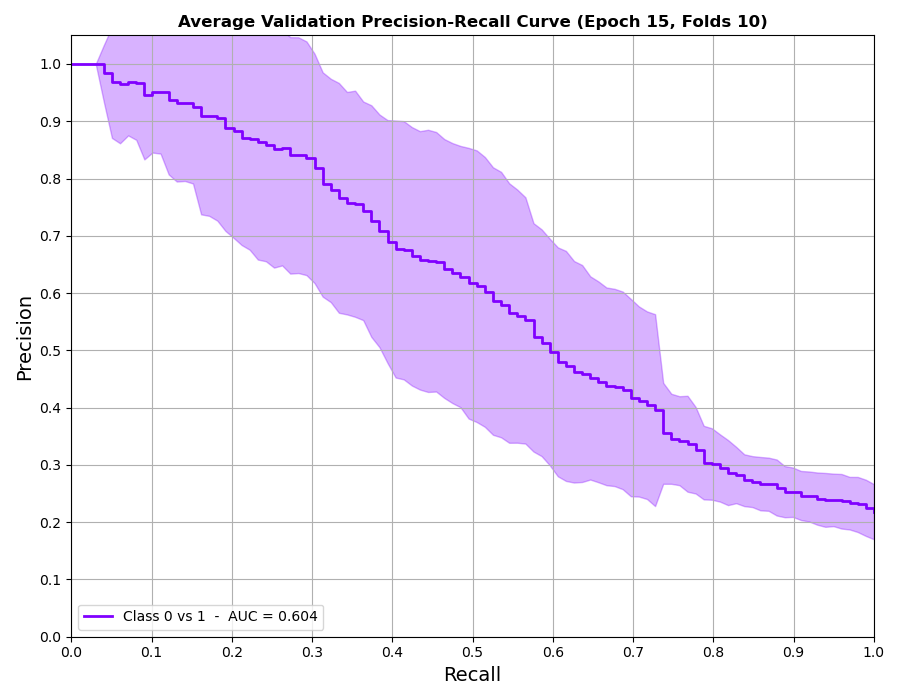 Average Validation Precision-Recall Curve (Epoch 15, Folds 10)
1.0
0.9
0.8
0.7
0.6
0.5
0.4
0.3
0.2
0.1
0.0
Precision
Class 0 vs 1 - AUC = 0.604
0.0 0.1 0.2 0.3 0.4 0.5 0.6 0.7 0.8 0.9 1.0
Recall